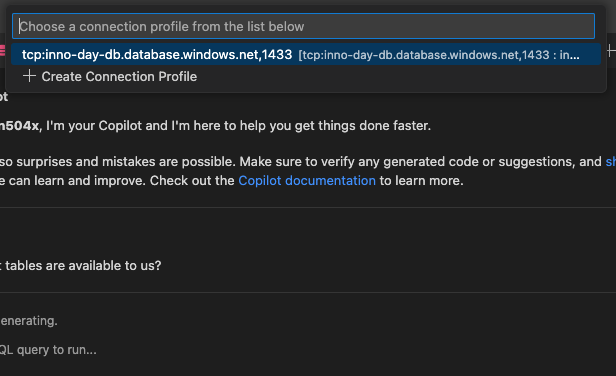 Choose a connection profile from the list below
tcp:inno-day-db.database.windows.net,1433 [tcp:inno-day-db.database.windows.net,1433 : in...
+ Create Connection Profile
ot
n504x, I'm your Copilot and I'm here to help you get things done faster.
so surprises and mistakes are possible. Make sure to verify any generated code or suggestions, and sh
e can learn and improve. Check out the Copilot documentation to learn more.
t tables are available to us?
enerating.
QL query to run...